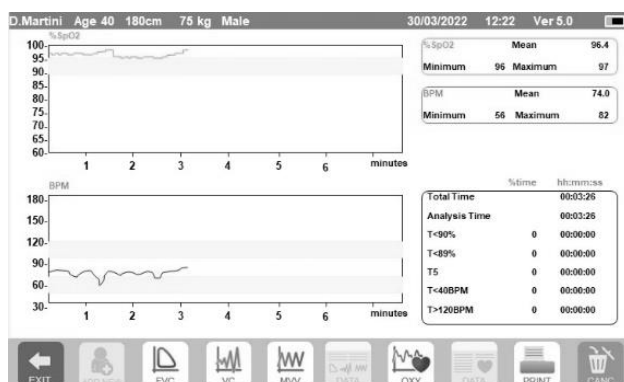 D.Martini Age 40 180cm 75 kg Male 30/03/2022 12:22 Ver 5.0
%SpO2
100-
95-
90-
85-
80-
75-
70-
65-
60-
1 2 3 4 5 6 minutes
BPM
180-
150-
120-
90-
60-
30-
1 2 3 4 5 6 minutes
%SpO2 Mean 96.4
Minimum 96 Maximum 97
BPM Mean 74.0
Minimum 56 Maximum 82
%time hh:mm:ss
Total Time 00:03:26
Analysis Time 00:03:26
T<90% 0 00:00:00
T<89% 0 00:00:00
T5 0 00:00:00
T<40BPM 0 00:00:00
T>120BPM 0 00:00:00
EXIT FVC VC MVV DATA OXY DATA PRINT CANC